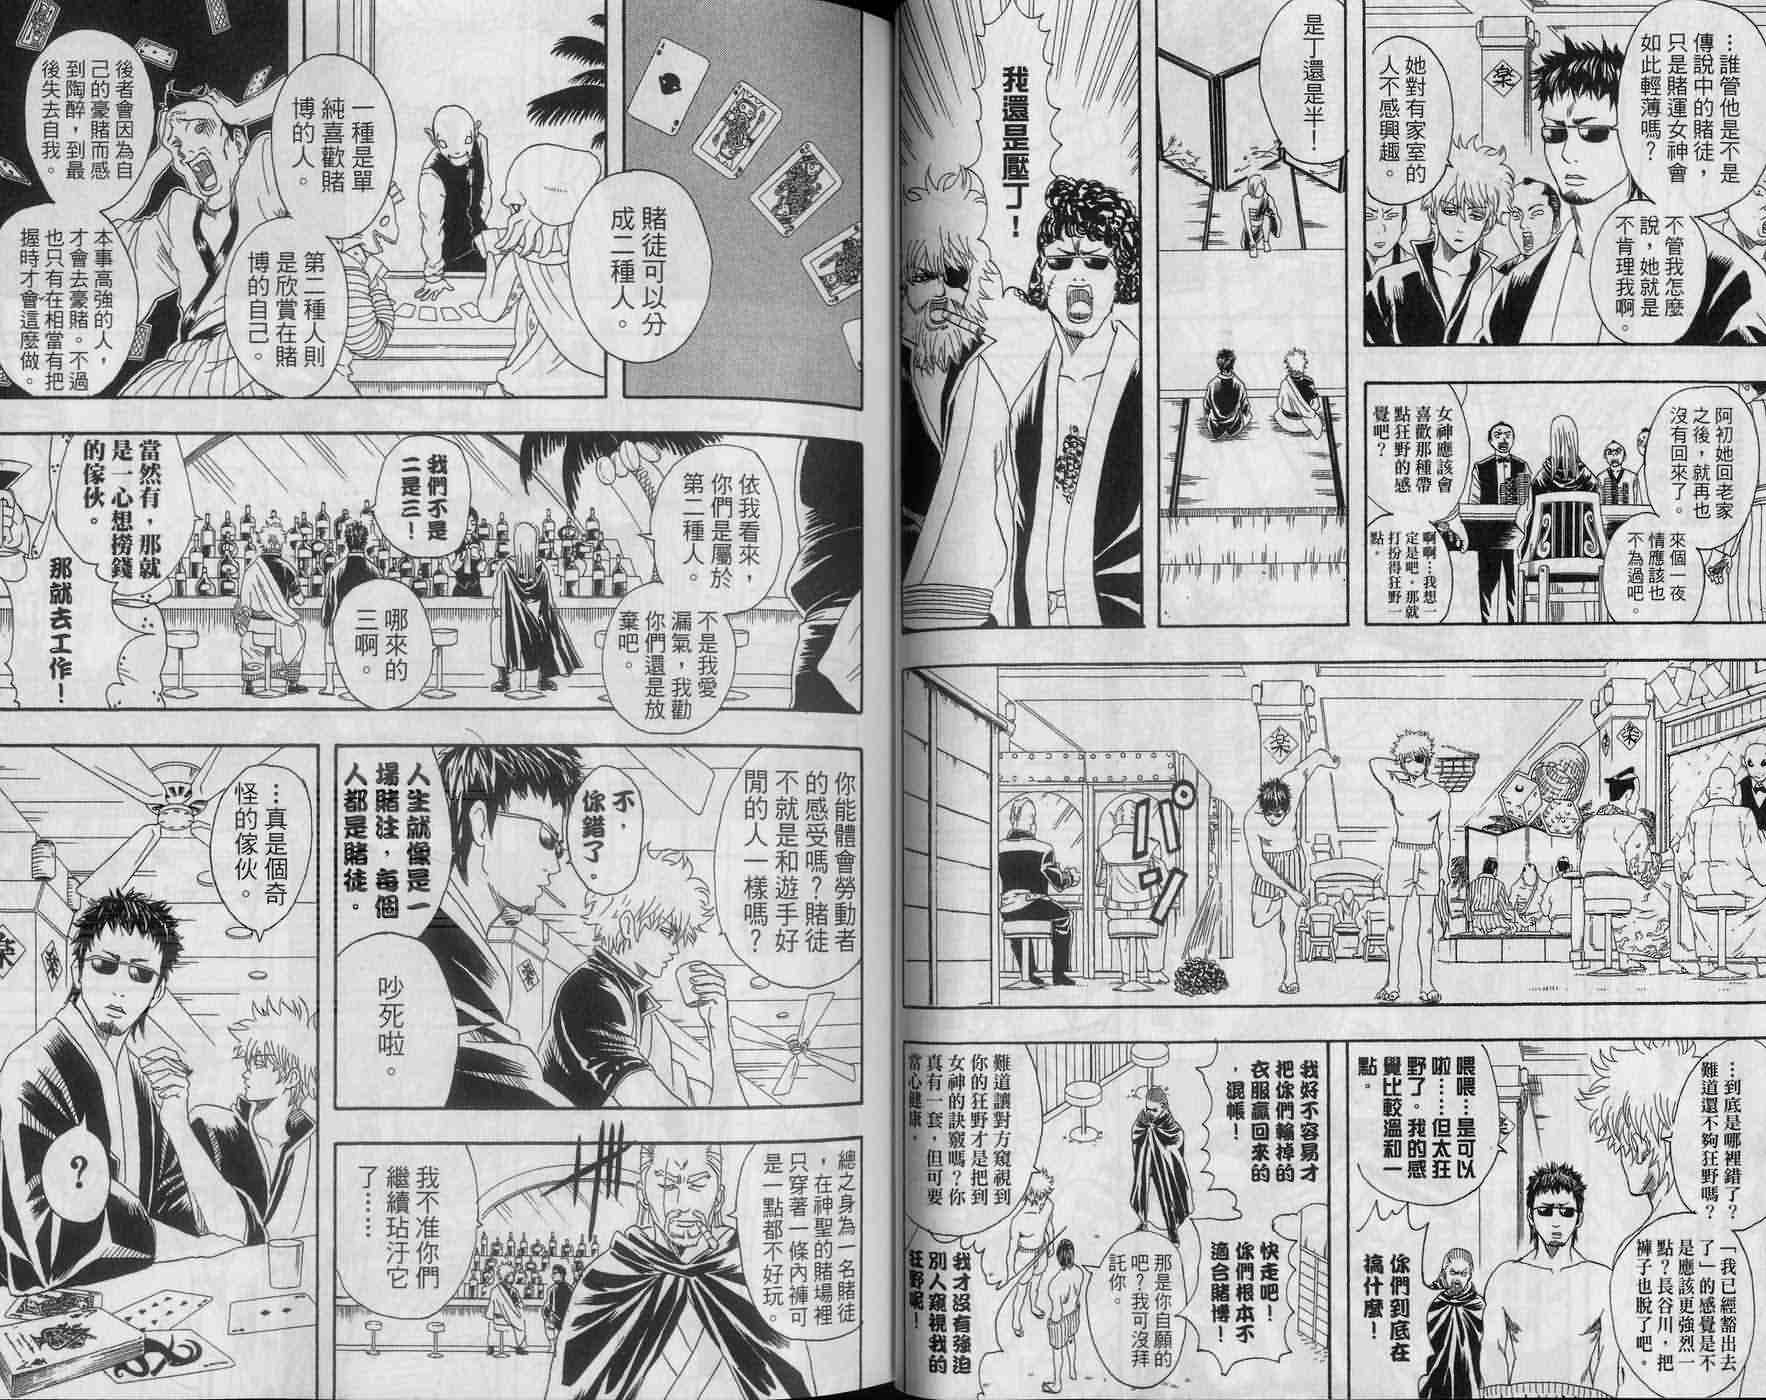 …誰管他是不是
傳說中的賭徒，
只是賭運女神會
如此輕薄嗎？
她對有家室的
人不感興趣。
不管我怎麼
說，她就是
不肯理我啊。
楽
阿初她回老家
之後，就再也
沒有回來了。
來個一夜
情應該也
不為過吧。
女神應該會
喜歡那種帶
點狂野的感
覺吧？
啊啊…我想一
定是吧。那就
打扮得狂野一
點。
是丁還是半！
我還是壓丁！
楽
楽
楽
…到底是哪裡錯了？
難道還不夠狂野嗎？
「我已經豁出去
了」的感覺是不
是應該更強烈一
點？長谷川，把
褲子也脫了吧。
喂喂…是可以
啦……但太狂
野了。我的感
覺比較溫和一
點。
你們到底在
搞什麼！
我好不容易才
把你們輸掉的
衣服贏回來的
，混帳！
快走吧！
你們根本不
適合賭博！
難道讓對方窺視到
你的狂野才是把到
女神的訣竅嗎？你
真有一套，但可要
當心健康。
那是你自願的
吧？我可沒拜
託你。
我才沒有強迫
別人窺視我的
狂野呢！
賭徒可以分
成二種人。
一種是單
純喜歡賭
博的人。
第二種人則
是欣賞在賭
博的自己。
後者會因為自
己的豪賭而感
到陶醉，到最
後失去自我。
本事高強的人，
才會去豪賭。不過
也只有在相當有把
握時才會這麼做。
依我看來，
你們是屬於
第二種人。
不是我愛
漏氣，我勸
你們還是放
棄吧。
我們不是
二是三！
哪來的
三啊。
當然有，那就
是一心想撈錢
的傢伙。
那就去工作！
你能體會勞動者
的感受嗎？賭徒
不就是和遊手好
閒的人一樣嗎？
不，
你錯了。
人生就像是一
場賭注，每個
人都是賭徒。
吵死啦。
楽
…真是個奇
怪的傢伙。
楽
？
總之身為一名賭徒
，在神聖的賭場裡
只穿著一條內褲可
是一點都不好玩。
我不准你們
繼續玷汙它
了……